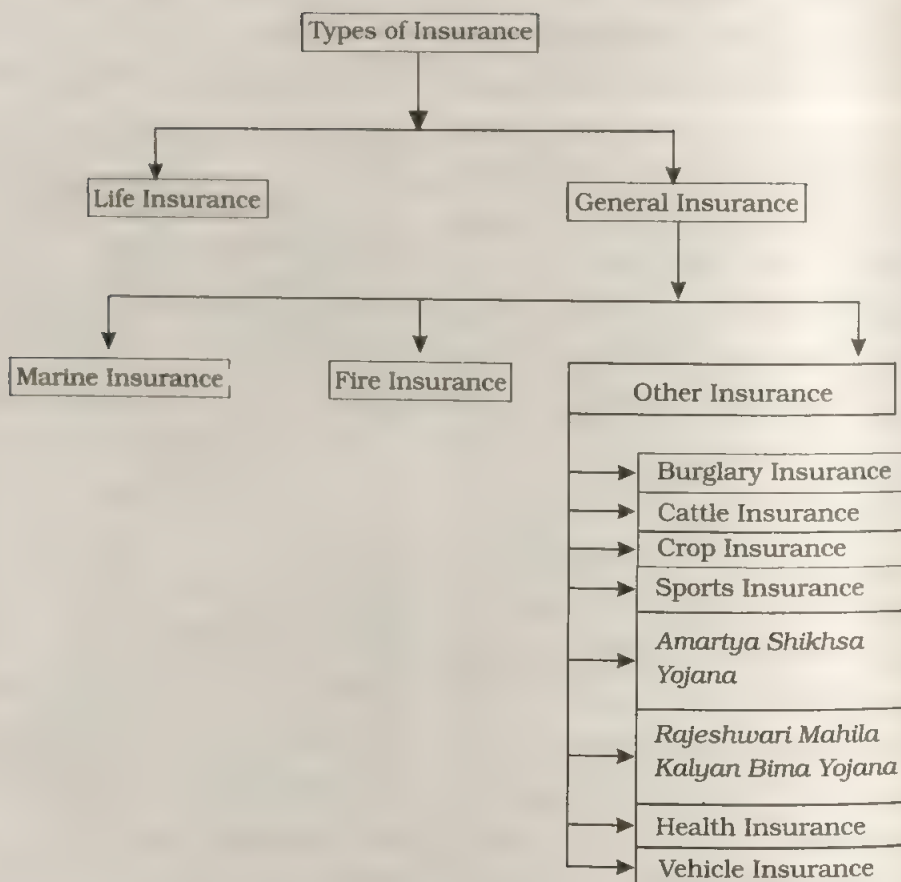 Types of Insurance
Life Insurance
General Insurance
Marine Insurance
Fire Insurance
Other Insurance
Burglary Insurance
Cattle Insurance
Crop Insurance
Sports Insurance
Amartya Shikhsa
Yojana
Rajeshwari Mahila
Kalyan Bima Yojana
Health Insurance
Vehicle Insurance